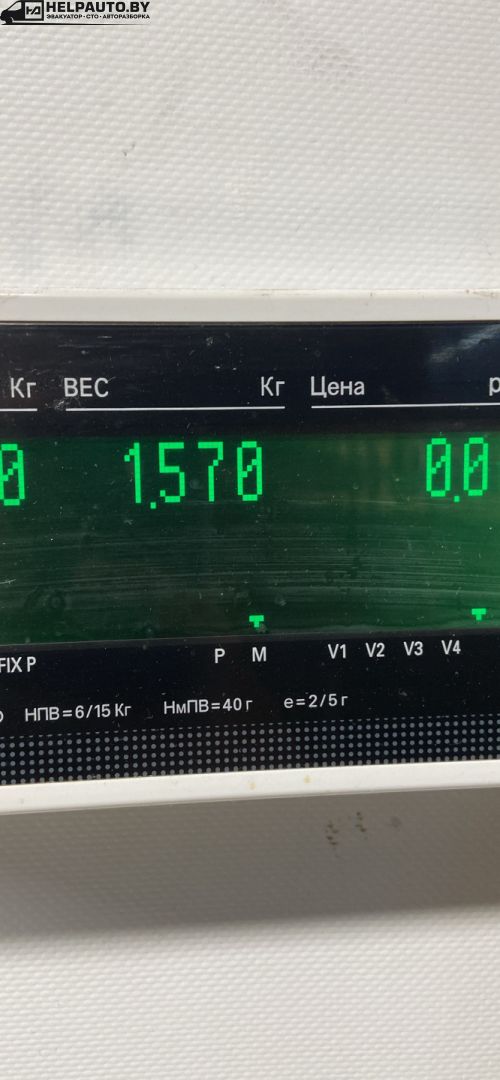 HELPAUTO.BY
ЭВАКУАТОР·СТО·АВТОРАЗБОРКА
Кг ВЕС Кг Цена р
0 1.570 0.0
FIX P P M V1 V2 V3 V4
НПВ=6/15 Кг НмПВ=40 г e=2/5 г